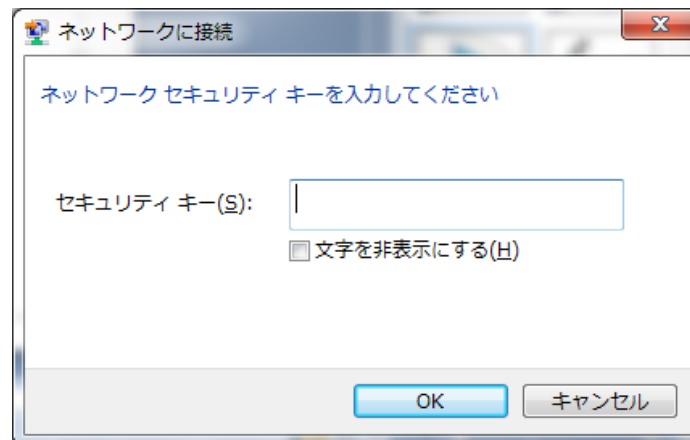 ネットワークに接続
ネットワーク セキュリティ キーを入力してください
セキュリティ キー(S):
文字を非表示にする(H)
OK
キャンセル